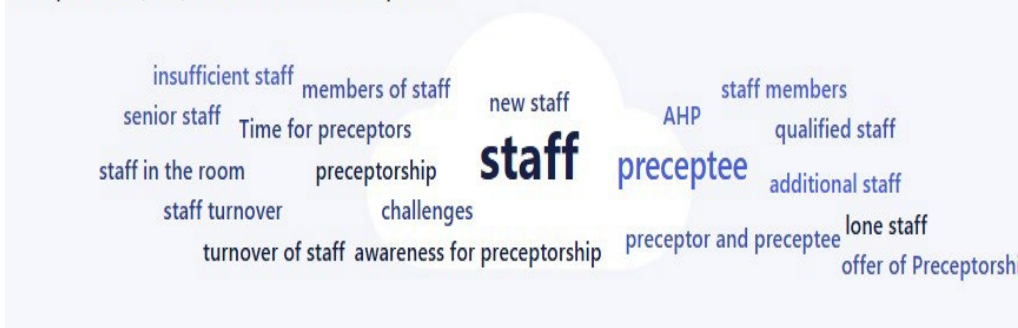 insufficient staff
members of staff
new staff
staff members
senior staff
Time for preceptors
AHP
qualified staff
staff in the room
preceptorship
staff
preceptee
additional staff
staff turnover
challenges
lone staff
turnover of staff
awareness for preceptorship
preceptor and preceptee
offer of Preceptorshi